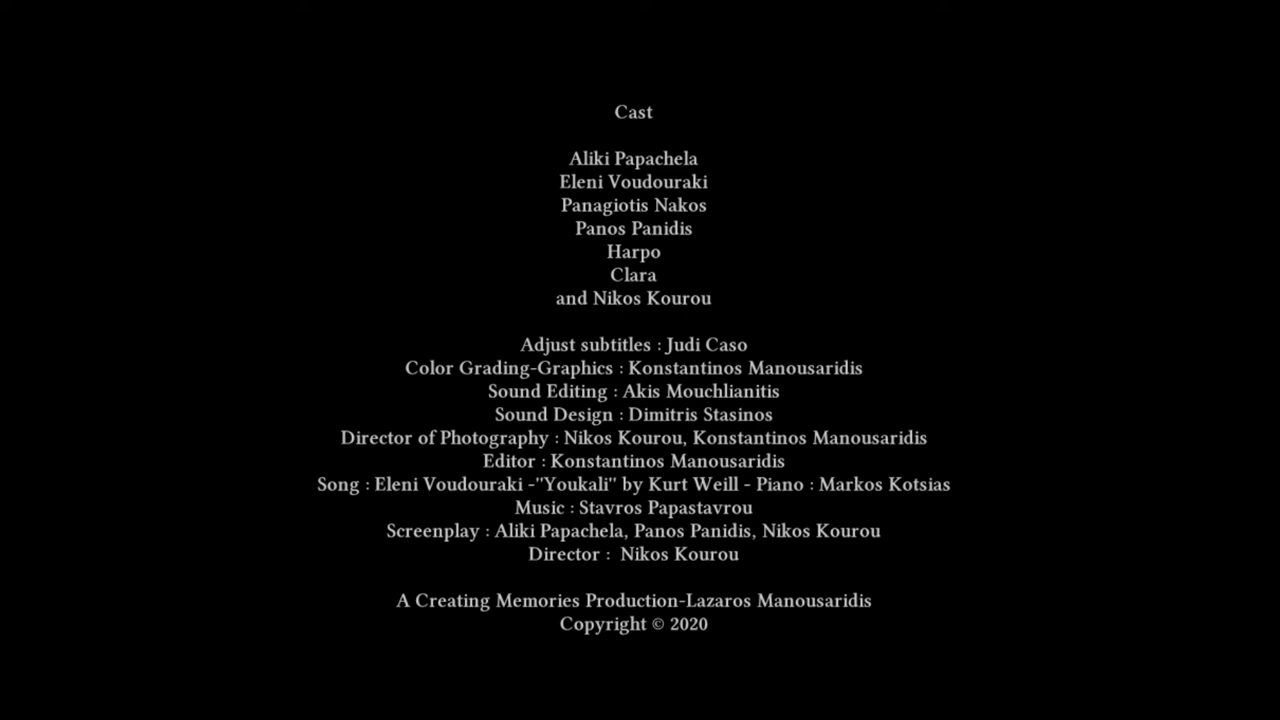 Cast
Aliki Papachela
Eleni Voudouraki
Panagiotis Nakos
Panos Panidis
Harpo
Clara
and Nikos Kourou
Adjust subtitles : Judi Caso
Color Grading-Graphics : Konstantinos Manousaridis
Sound Editing : Akis Mouchlianitis
Sound Design : Dimitris Stasinos
Director of Photography : Nikos Kourou, Konstantinos Manousaridis
Editor : Konstantinos Manousaridis
Song : Eleni Voudouraki -"Youkali" by Kurt Weill - Piano : Markos Kotsias
Music : Stavros Papastavrou
Screenplay : Aliki Papachela, Panos Panidis, Nikos Kourou
Director :  Nikos Kourou
A Creating Memories Production-Lazaros Manousaridis
Copyright © 2020